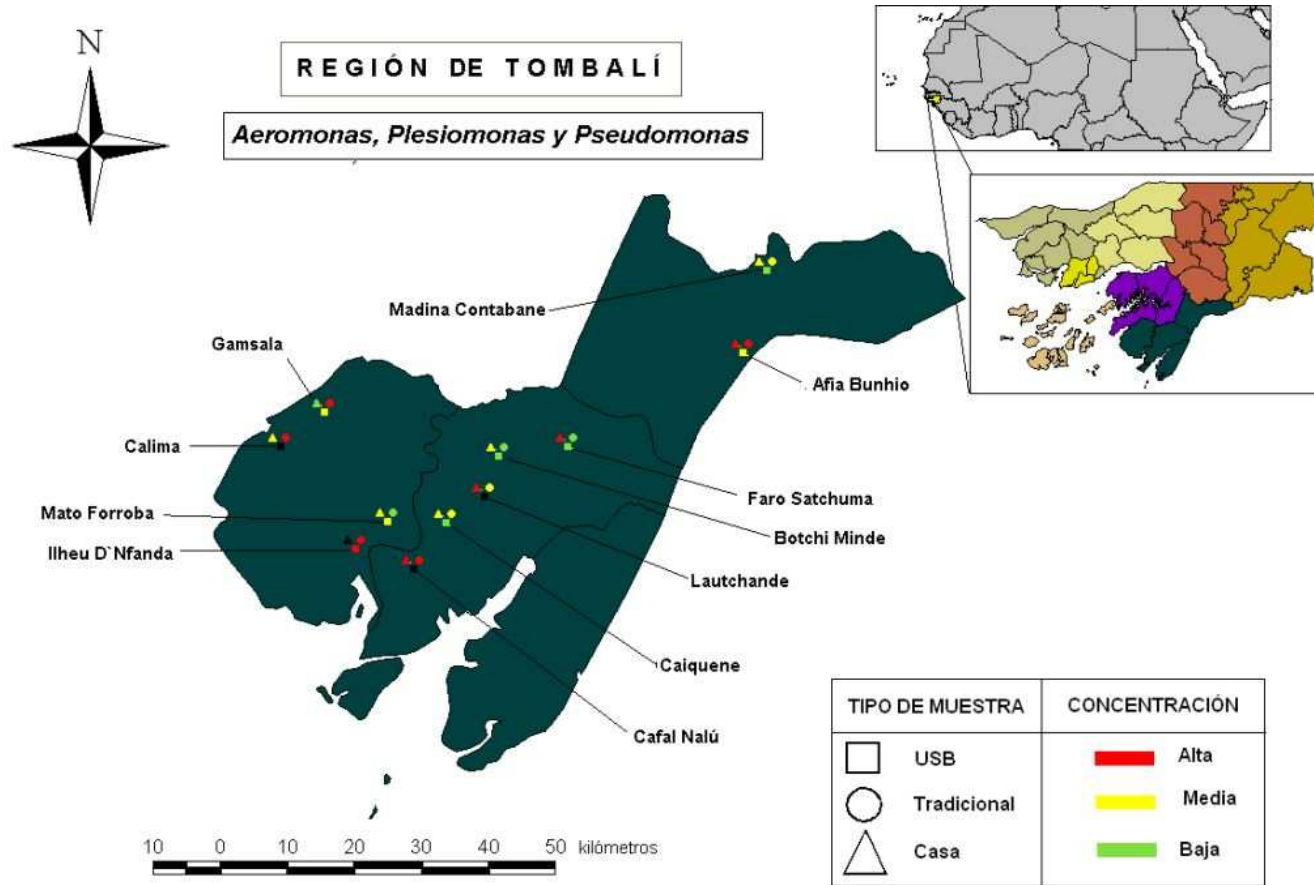 N
REGIÓN DE TOMBALÍ
Aeromonas, Plesiomonas y Pseudomonas
Madina Contabane
Gamsala
Afia Bunhio
Calima
Faro Satchuma
Mato Forroba
Botchi Minde
Ilheu D`Nfanda
Lautchande
Caiquene
Cafal Nalú
TIPO DE MUESTRA CONCENTRACIÓN
USB Alta
Tradicional Media
Casa Baja
10 0 10 20 30 40 50 kilómetros